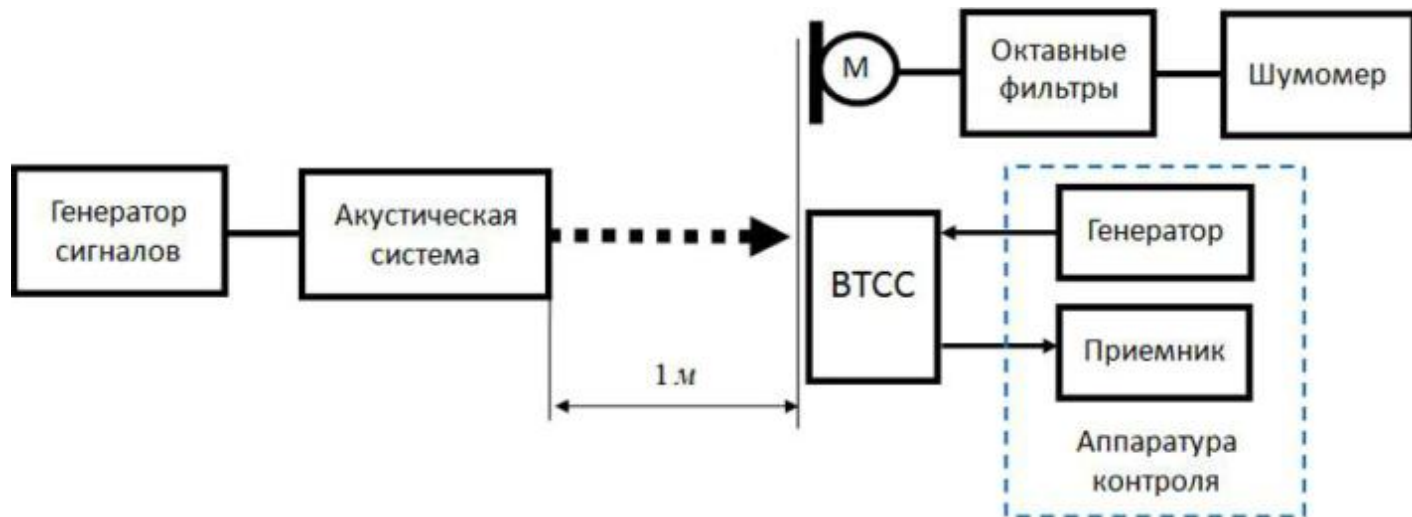 М
Октавные
фильтры
Шумомер
Генератор
сигналов
Акустическая
система
ВТСС
Генератор
Приемник
1 м
Аппаратура
контроля